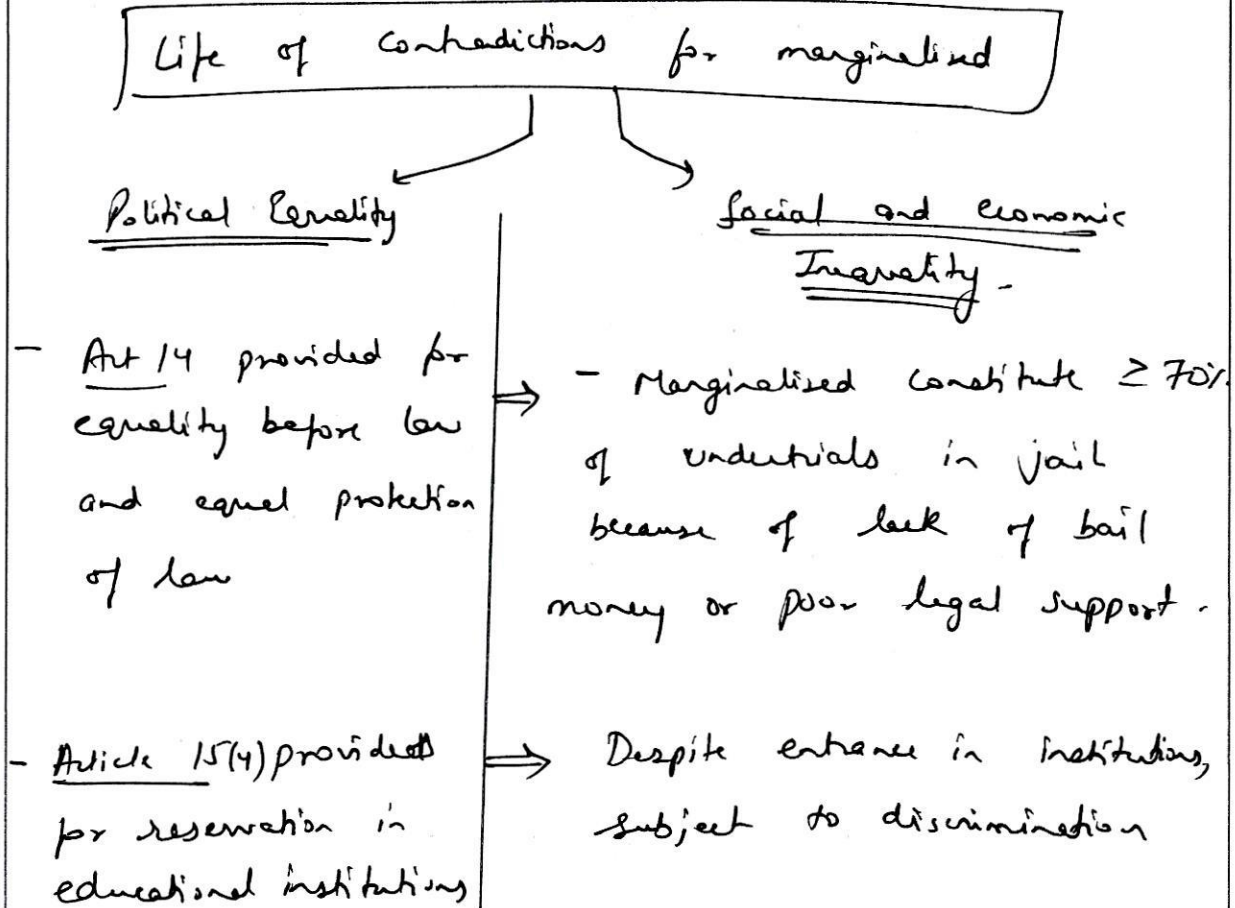 Life of contradictions for marginalised
Political Equality
- Art 14 provided for
equality before law
and equal protection
of law
- Article 15(4) provides
for reservation in
educational institutions
Social and economic
Inequality -
⇒ - Marginalised constitute ≥ 70%
of undertrials in jail
because of lack of bail
money or poor legal support.
⇒ Despite entrance in institutions,
subject to discrimination